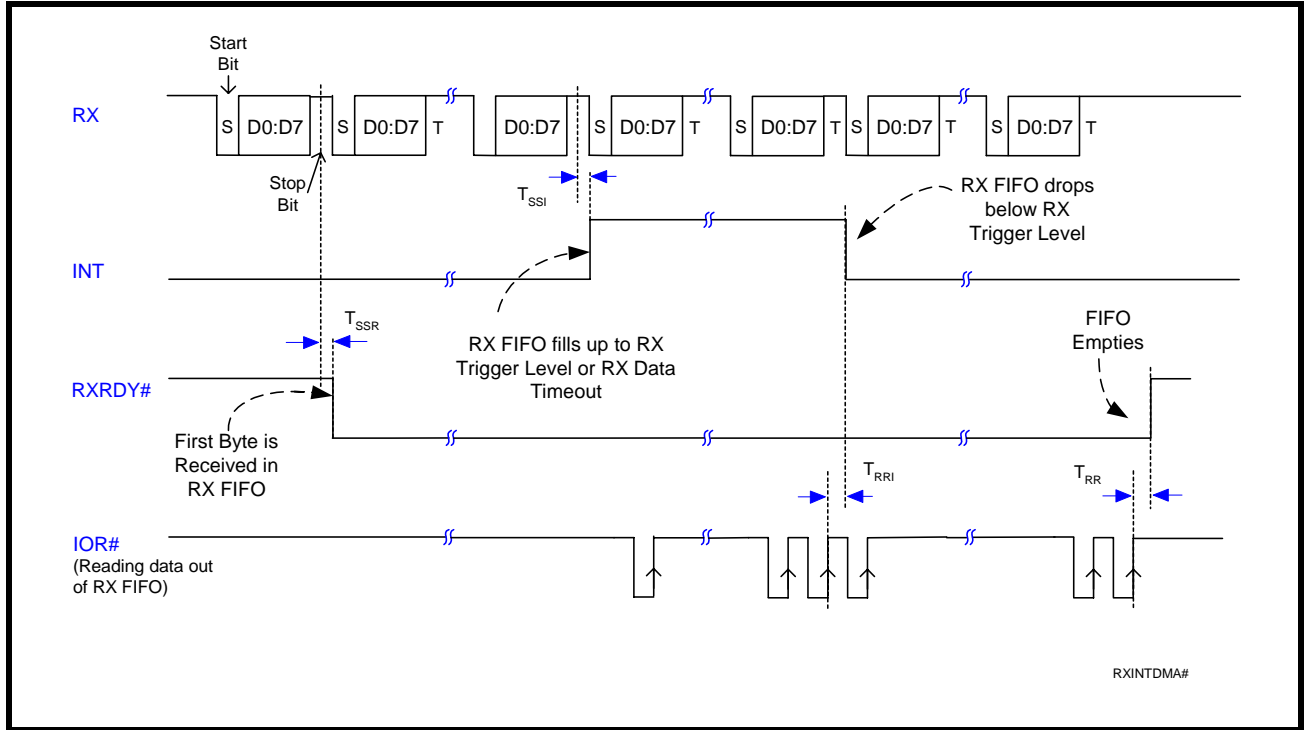 Start
Bit
RX
S D0:D7 S D0:D7 T D0:D7 S D0:D7 T S D0:D7 T S D0:D7 T S D0:D7 T
Stop
Bit
TSSI
RX FIFO drops
below RX
Trigger Level
INT
TSSR
RX FIFO fills up to RX
Trigger Level or RX Data
Timeout
FIFO
Empties
RXRDY#
First Byte is
Received in
RX FIFO
TRRI
TRR
IOR#
(Reading data out
of RX FIFO)
RXINTDMA#